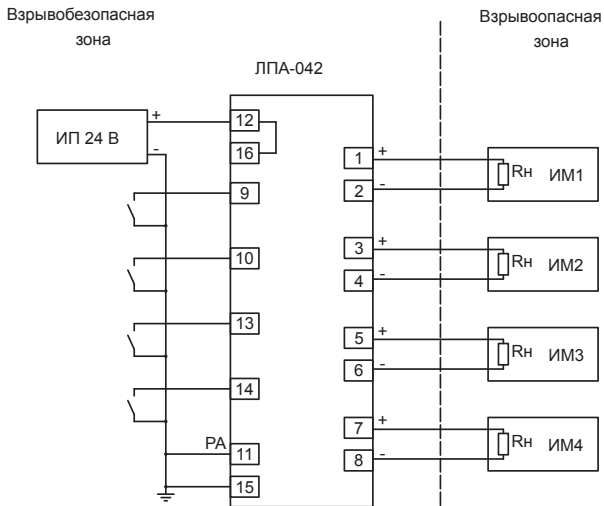 Взрывобезопасная
зона
Взрывоопасная
зона
ЛПА-042
ИП 24 В
+
-
12
16
9
10
13
14
PA
11
15
1
+
2
-
Rн
ИМ1
3
+
4
-
Rн
ИМ2
5
+
6
-
Rн
ИМ3
7
+
8
-
Rн
ИМ4